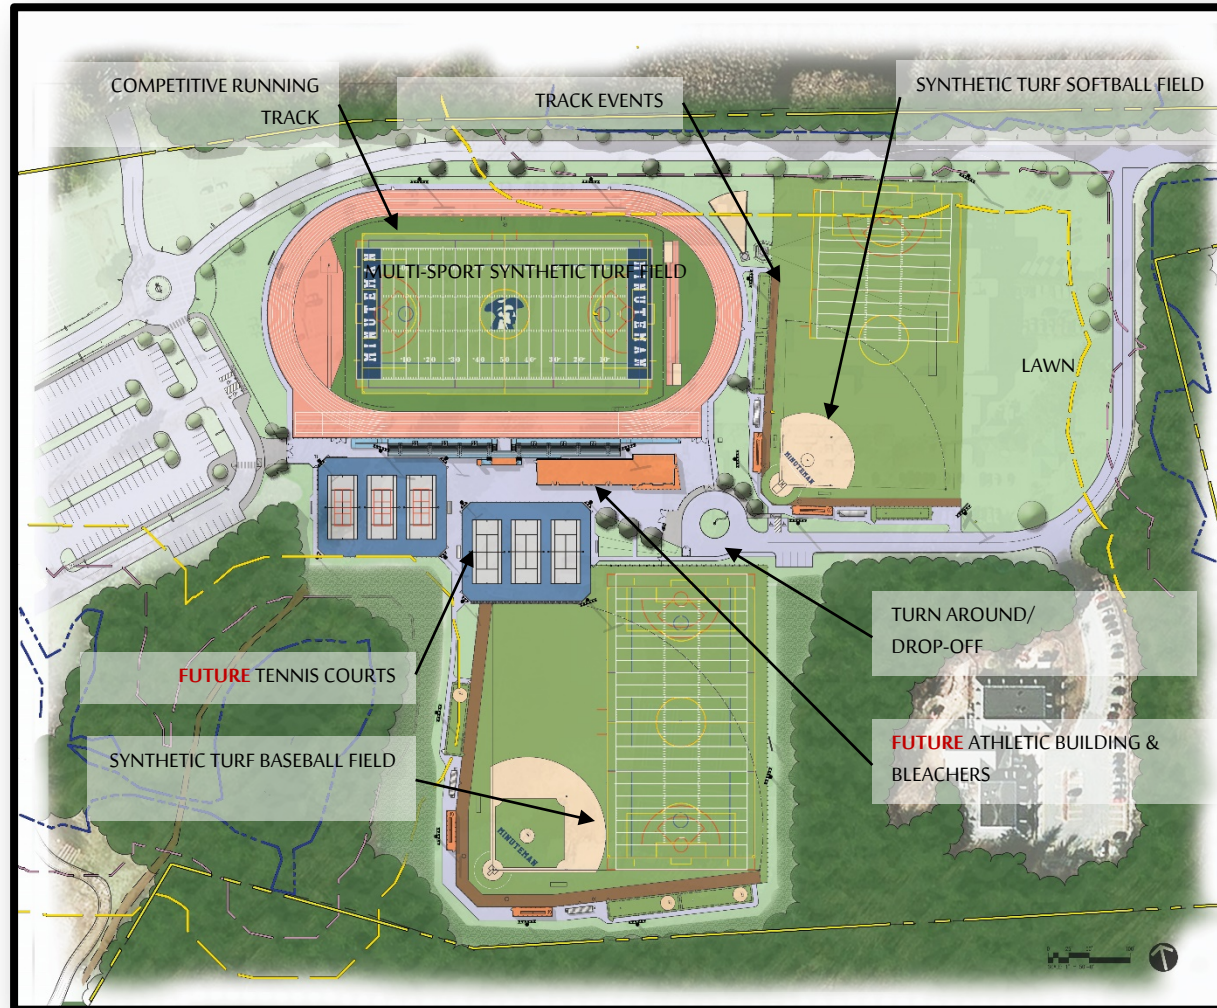 COMPETITIVE RUNNING
TRACK
TRACK EVENTS
SYNTHETIC TURF SOFTBALL FIELD
MULTI-SPORT SYNTHETIC TURF FIELD
MINUTEMAN
MINUTEMAN
LAWN
MINUTEMAN
TURN AROUND/
DROP-OFF
FUTURE TENNIS COURTS
FUTURE ATHLETIC BUILDING &
BLEACHERS
SYNTHETIC TURF BASEBALL FIELD
MINUTEMAN